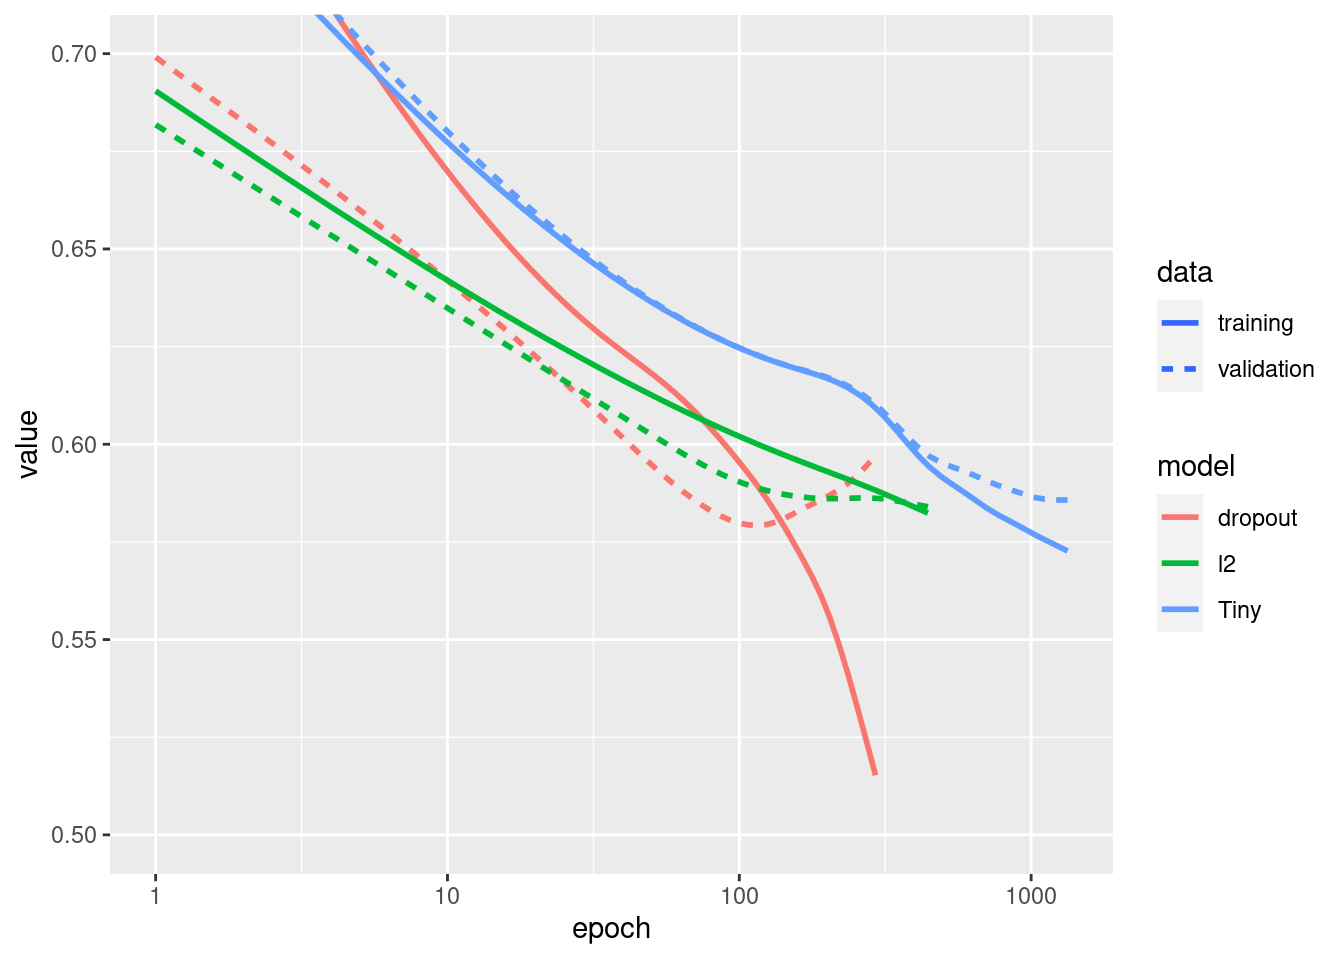 0.70
0.65
0.60
0.55
0.50
value
1
10
100
1000
epoch
data
training
validation
model
dropout
l2
Tiny